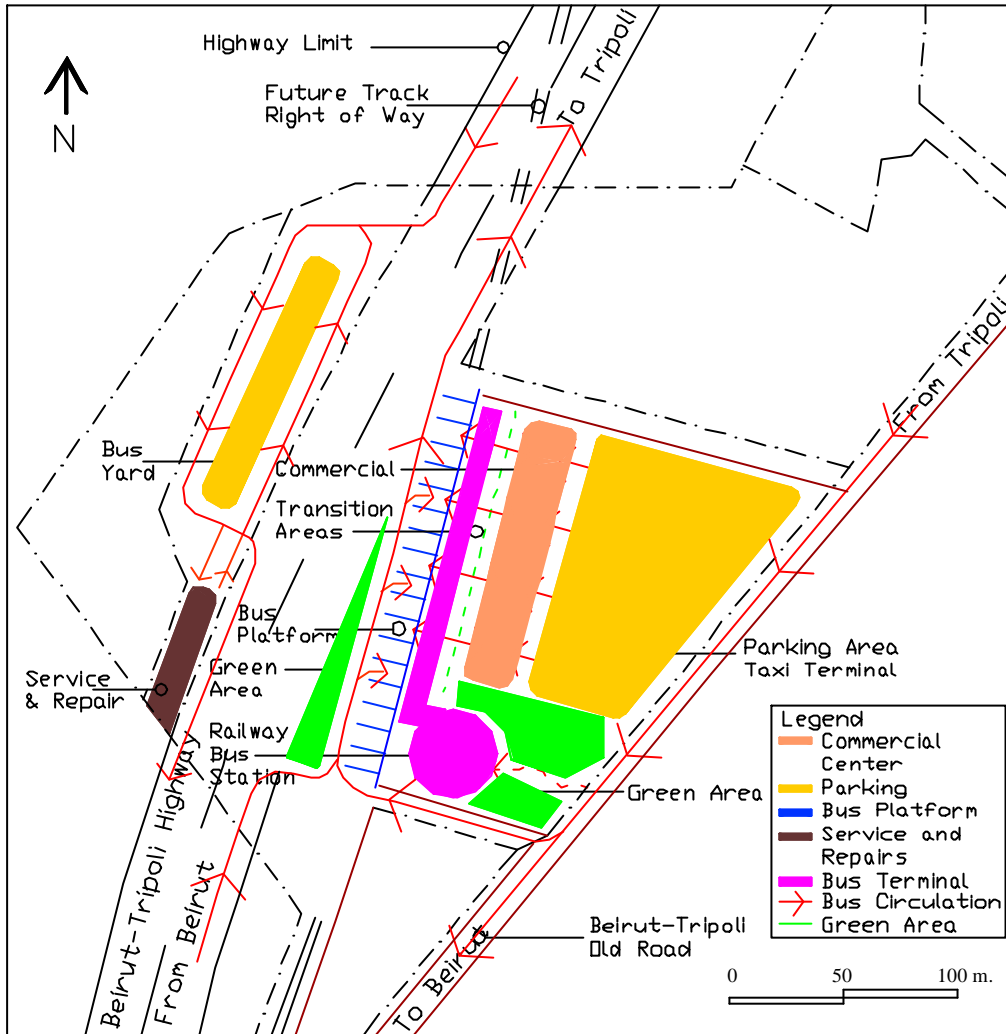 Highway Limit
To Tripoli
Future Track
Right of Way
N
From Tripoli
Bus
Yard
Commercial
Transition
Areas
Bus
Platform
Green
Area
Service
& Repair
Railway
Bus
Station
Parking Area
Taxi Terminal
Green Area
Beirut-Tripoli Highway
From Beirut
To Beirut
Beirut-Tripoli
Old Road
Legend
Commercial
Center
Parking
Bus Platform
Service and
Repairs
Bus Terminal
Bus Circulation
Green Area
0 50 100 m.